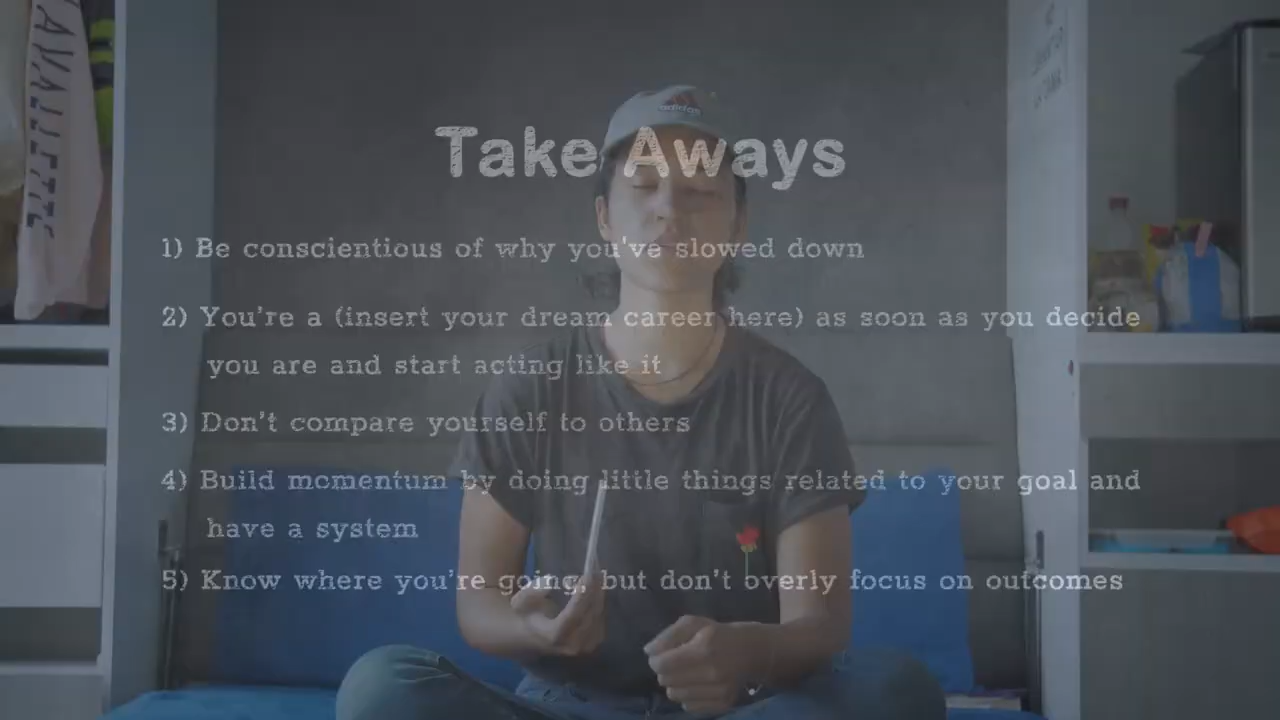 Take Aways
1) Be conscientious of why you've slowed down
2) You're a (insert your dream career here) as soon as you decide
you are and start acting like it
3) Don't compare yourself to others
4) Build momentum by doing little things related to your goal and
have a system
5) Know where you're going, but don't overly focus on outcomes
adidas